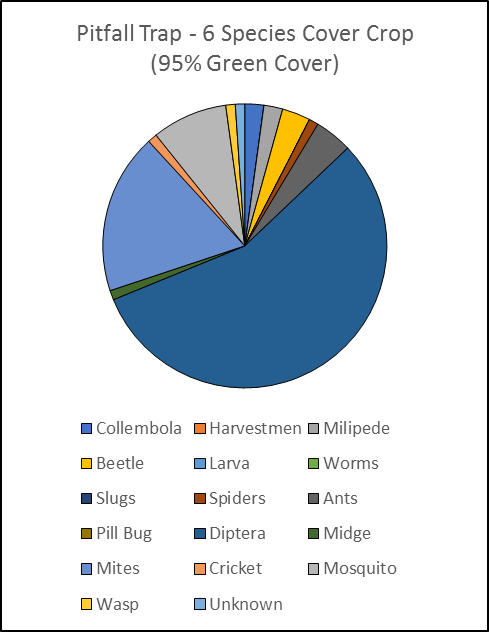 Pitfall Trap - 6 Species Cover Crop
(95% Green Cover)
Collembola Harvestmen Milipede
Beetle Larva Worms
Slugs Spiders Ants
Pill Bug Diptera Midge
Mites Cricket Mosquito
Wasp Unknown